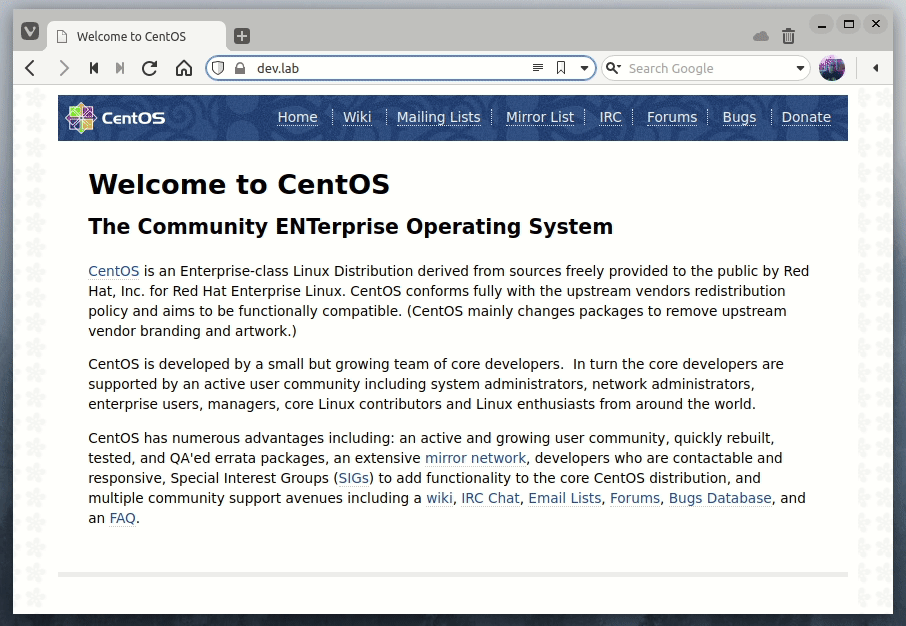 Welcome to CentOS
dev.lab
Search Google
CentOS
Home
Wiki
Mailing Lists
Mirror List
IRC
Forums
Bugs
Donate
Welcome to CentOS
The Community ENTerprise Operating System
CentOS is an Enterprise-class Linux Distribution derived from sources freely provided to the public by Red
Hat, Inc. for Red Hat Enterprise Linux. CentOS conforms fully with the upstream vendors redistribution
policy and aims to be functionally compatible. (CentOS mainly changes packages to remove upstream
vendor branding and artwork.)
CentOS is developed by a small but growing team of core developers.  In turn the core developers are
supported by an active user community including system administrators, network administrators,
enterprise users, managers, core Linux contributors and Linux enthusiasts from around the world.
CentOS has numerous advantages including: an active and growing user community, quickly rebuilt,
tested, and QA'ed errata packages, an extensive mirror network, developers who are contactable and
responsive, Special Interest Groups (SIGs) to add functionality to the core CentOS distribution, and
multiple community support avenues including a wiki, IRC Chat, Email Lists, Forums, Bugs Database, and
an FAQ.